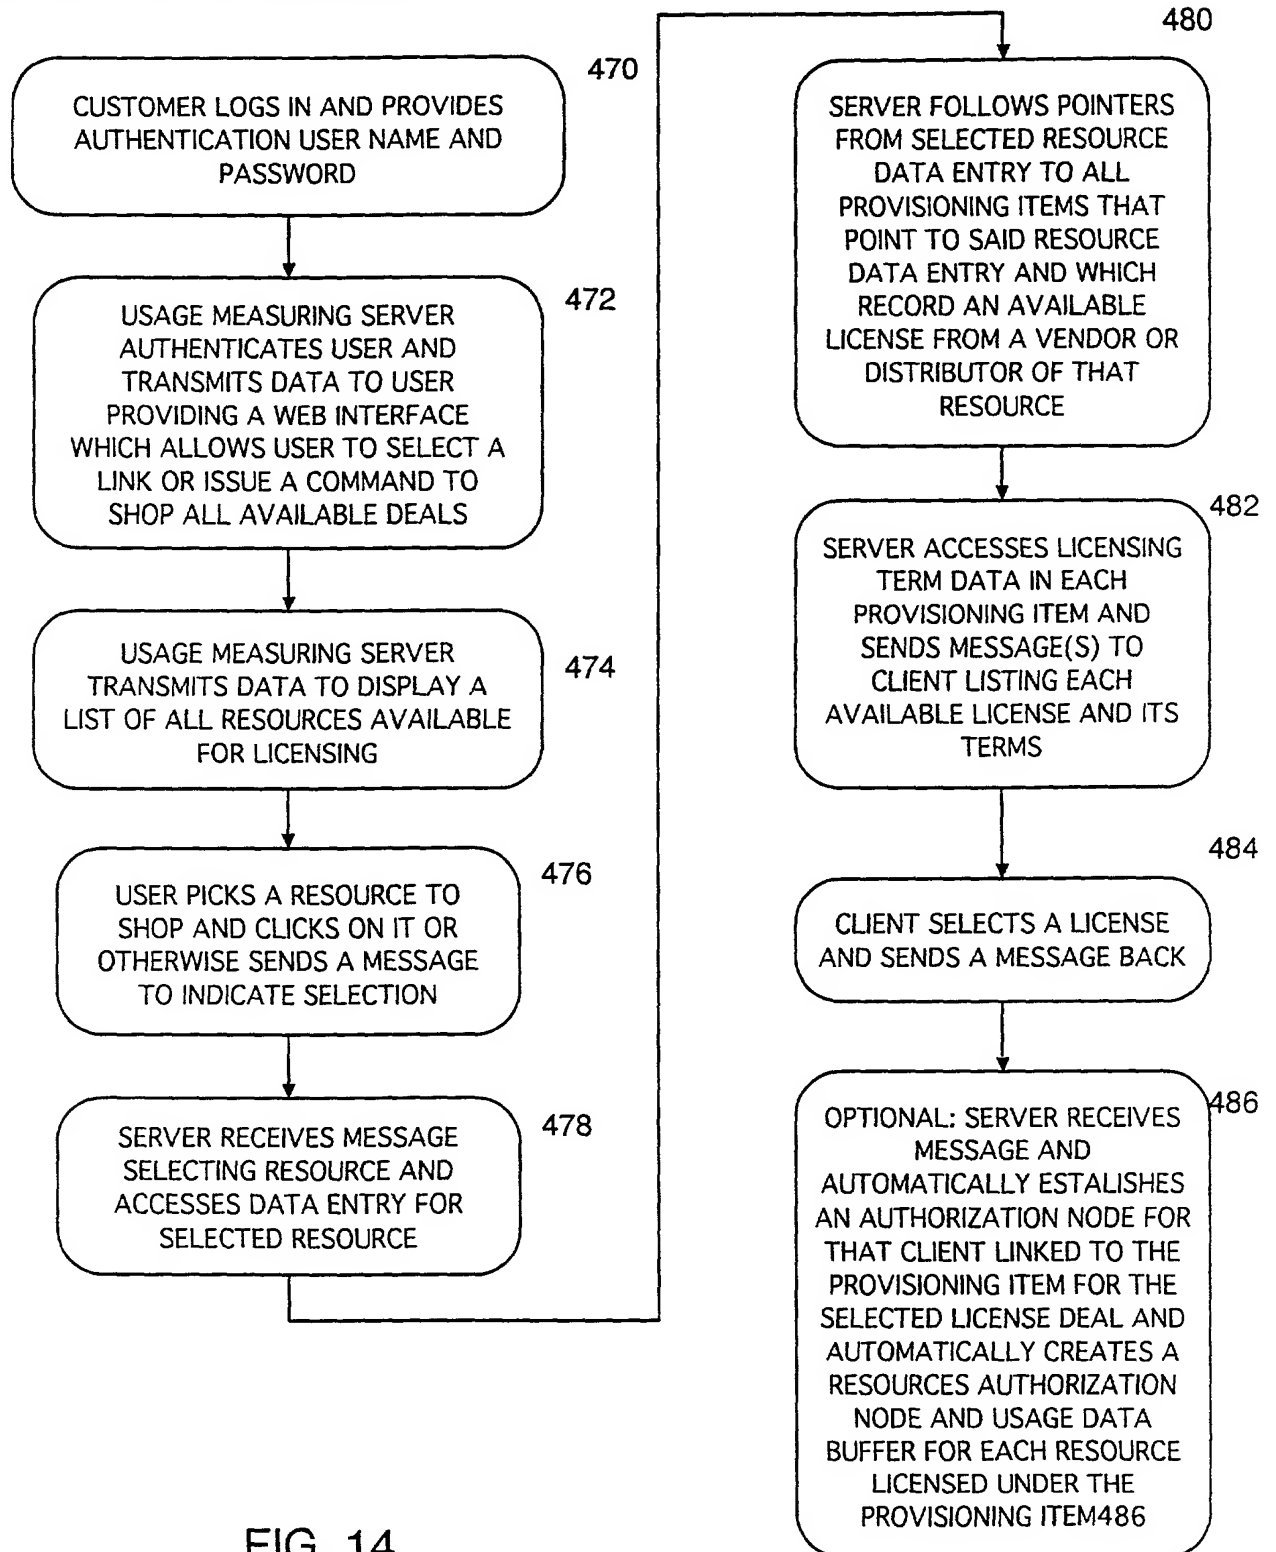 470
CUSTOMER LOGS IN AND PROVIDES
AUTHENTICATION USER NAME AND
PASSWORD
472
USAGE MEASURING SERVER
AUTHENTICATES USER AND
TRANSMITS DATA TO USER
PROVIDING A WEB INTERFACE
WHICH ALLOWS USER TO SELECT A
LINK OR ISSUE A COMMAND TO
SHOP ALL AVAILABLE DEALS
474
USAGE MEASURING SERVER
TRANSMITS DATA TO DISPLAY A
LIST OF ALL RESOURCES AVAILABLE
FOR LICENSING
476
USER PICKS A RESOURCE TO
SHOP AND CLICKS ON IT OR
OTHERWISE SENDS A MESSAGE
TO INDICATE SELECTION
478
SERVER RECEIVES MESSAGE
SELECTING RESOURCE AND
ACCESSES DATA ENTRY FOR
SELECTED RESOURCE
480
SERVER FOLLOWS POINTERS
FROM SELECTED RESOURCE
DATA ENTRY TO ALL
PROVISIONING ITEMS THAT
POINT TO SAID RESOURCE
DATA ENTRY AND WHICH
RECORD AN AVAILABLE
LICENSE FROM A VENDOR OR
DISTRIBUTOR OF THAT
RESOURCE
482
SERVER ACCESSES LICENSING
TERM DATA IN EACH
PROVISIONING ITEM AND
SENDS MESSAGE(S) TO
CLIENT LISTING EACH
AVAILABLE LICENSE AND ITS
TERMS
484
CLIENT SELECTS A LICENSE
AND SENDS A MESSAGE BACK
486
OPTIONAL: SERVER RECEIVES
MESSAGE AND
AUTOMATICALLY ESTALISHES
AN AUTHORIZATION NODE FOR
THAT CLIENT LINKED TO THE
PROVISIONING ITEM FOR THE
SELECTED LICENSE DEAL AND
AUTOMATICALLY CREATES A
RESOURCES AUTHORIZATION
NODE AND USAGE DATA
BUFFER FOR EACH RESOURCE
LICENSED UNDER THE
PROVISIONING ITEM486
FIG. 14